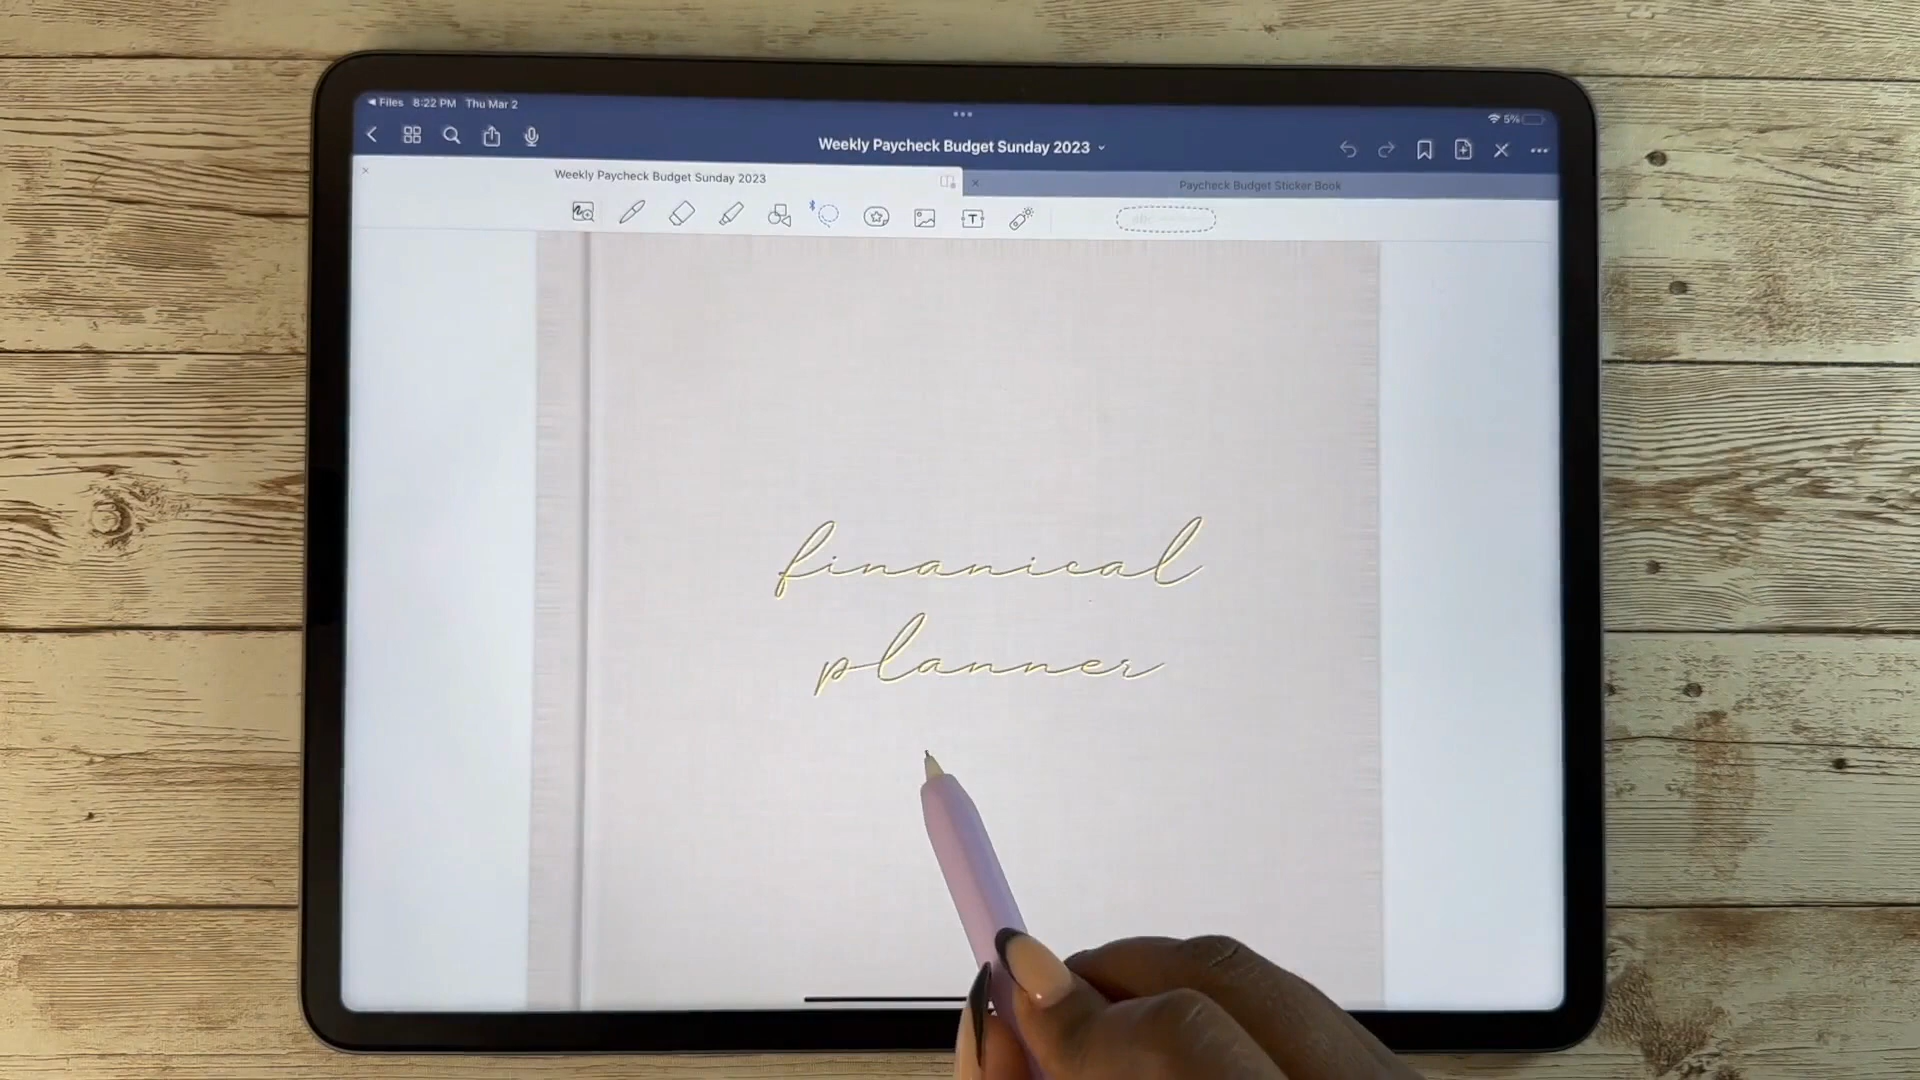 Files 8:22 PM Thu Mar 2
5%
Weekly Paycheck Budget Sunday 2023
Weekly Paycheck Budget Sunday 2023
Paycheck Budget Sticker Book
T
finanical
planner